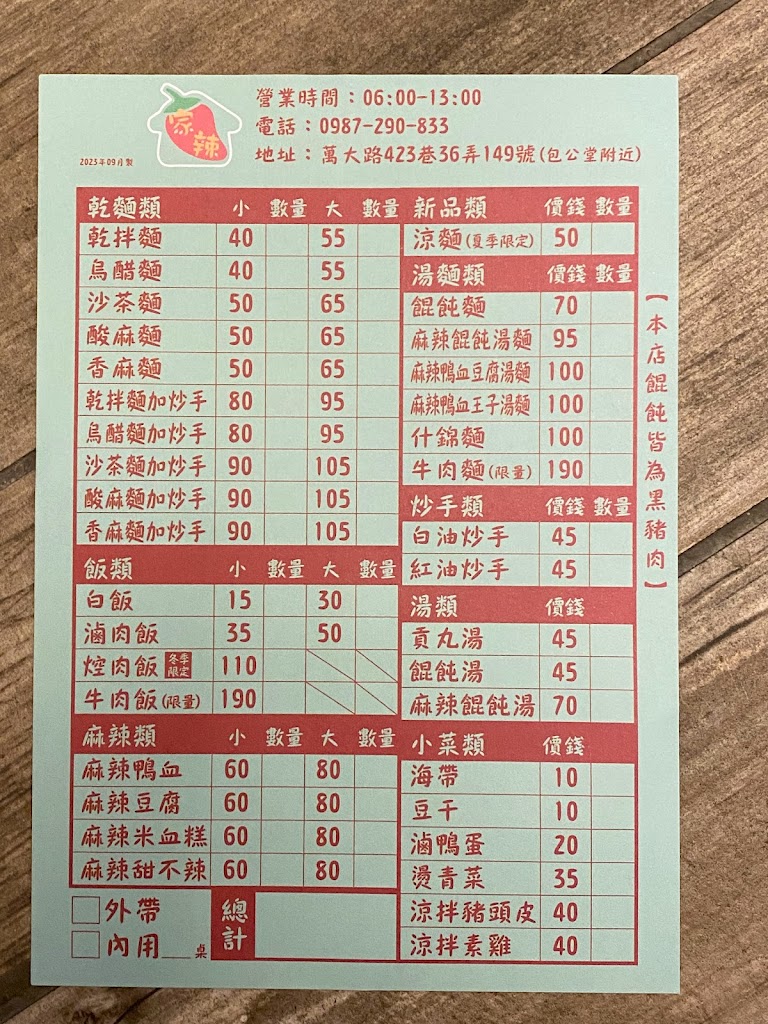 家辣
2023年09月製
營業時間：06:00-13:00
電話：0987-290-833
地址：萬大路423巷36弄149號(包公堂附近)
乾麵類 小 數量 大 數量
乾拌麵 40 55
烏醋麵 40 55
沙茶麵 50 65
酸麻麵 50 65
香麻麵 50 65
乾拌麵加炒手 80 95
烏醋麵加炒手 80 95
沙茶麵加炒手 90 105
酸麻麵加炒手 90 105
香麻麵加炒手 90 105
飯類 小 數量 大 數量
白飯 15 30
滷肉飯 35 50
焢肉飯 冬季限定 110
牛肉飯(限量) 190
麻辣類 小 數量 大 數量
麻辣鴨血 60 80
麻辣豆腐 60 80
麻辣米血糕 60 80
麻辣甜不辣 60 80
外帶
內用___桌
總計
新品類 價錢 數量
涼麵(夏季限定) 50
湯麵類 價錢 數量
餛飩麵 70
麻辣餛飩湯麵 95
麻辣鴨血豆腐湯麵 100
麻辣鴨血王子湯麵 100
什錦麵 100
牛肉麵(限量) 190
炒手類 價錢 數量
白油炒手 45
紅油炒手 45
湯類 價錢
貢丸湯 45
餛飩湯 45
麻辣餛飩湯 70
小菜類 價錢
海帶 10
豆干 10
滷鴨蛋 20
燙青菜 35
涼拌豬頭皮 40
涼拌素雞 40
【本店餛飩皆為黑豬肉】